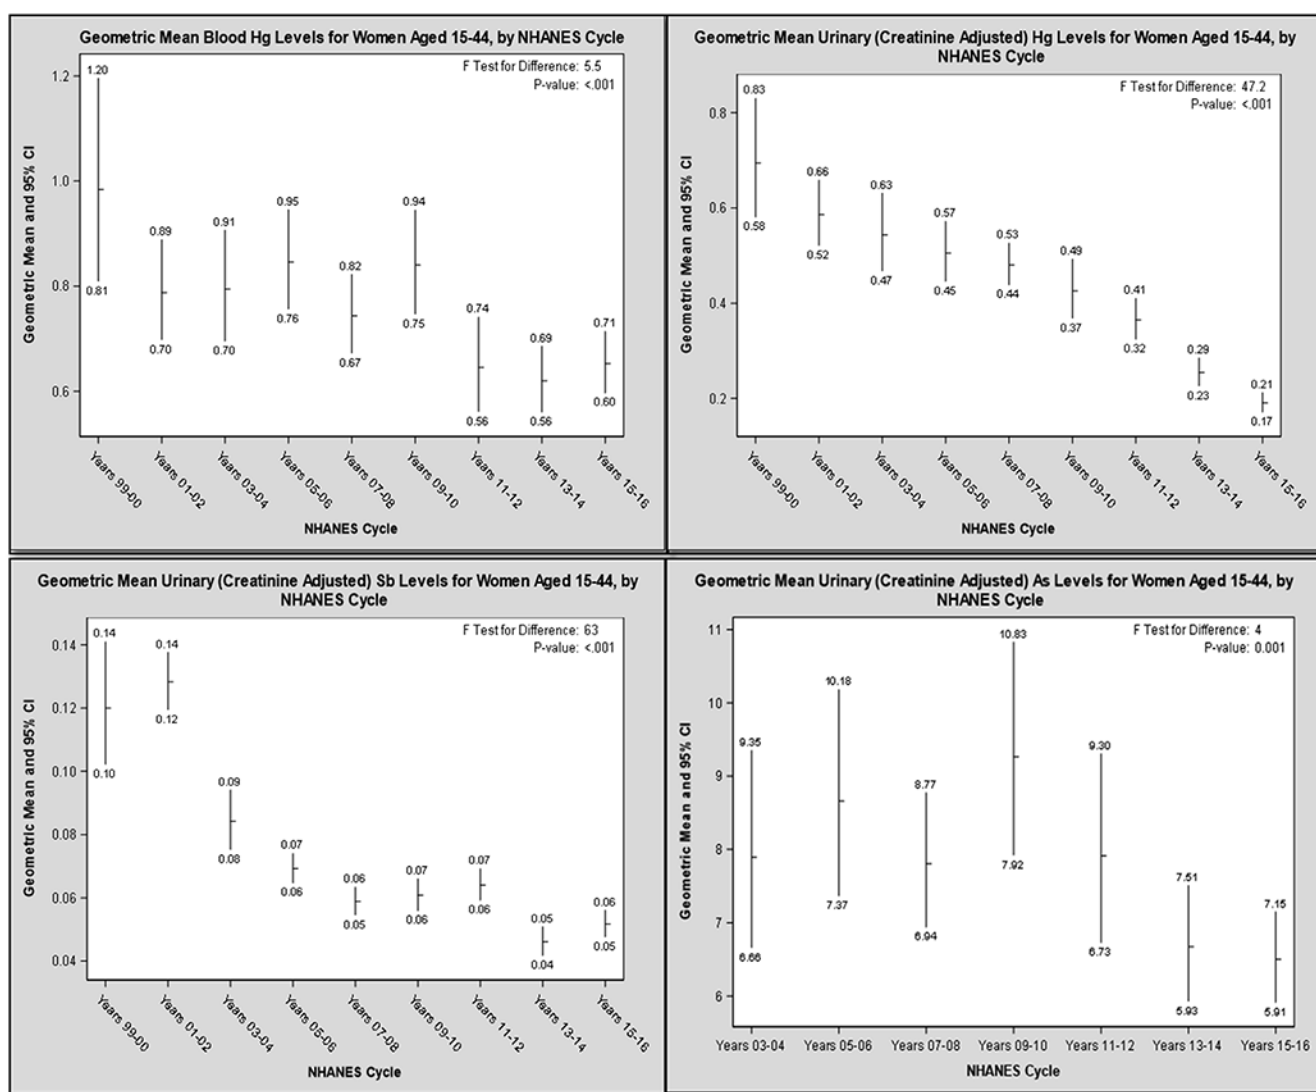 Geometric Mean Blood Hg Levels for Women Aged 15-44, by NHANES Cycle
F Test for Difference: 5.5
P-value: <.001
Geometric Mean and 95% CI
1.2
1.0
0.8
0.6
1.20
0.81
0.89
0.70
0.91
0.70
0.95
0.76
0.82
0.67
0.94
0.75
0.74
0.56
0.69
0.56
0.71
0.60
Years 99-00
Years 01-02
Years 03-04
Years 05-06
Years 07-08
Years 09-10
Years 11-12
Years 13-14
Years 15-16
NHANES Cycle
Geometric Mean Urinary (Creatinine Adjusted) Hg Levels for Women Aged 15-44, by
NHANES Cycle
F Test for Difference: 47.2
P-value: <.001
Geometric Mean and 95% CI
0.8
0.6
0.4
0.2
0.83
0.58
0.66
0.52
0.63
0.47
0.57
0.45
0.53
0.44
0.49
0.37
0.41
0.32
0.29
0.23
0.21
0.17
Years 99-00
Years 01-02
Years 03-04
Years 05-06
Years 07-08
Years 09-10
Years 11-12
Years 13-14
Years 15-16
NHANES Cycle
Geometric Mean Urinary (Creatinine Adjusted) Sb Levels for Women Aged 15-44, by
NHANES Cycle
F Test for Difference: 63
P-value: <.001
Geometric Mean and 95% CI
0.14
0.12
0.10
0.08
0.06
0.04
0.14
0.10
0.14
0.12
0.09
0.08
0.07
0.06
0.06
0.05
0.07
0.06
0.07
0.06
0.05
0.04
0.06
0.05
Years 99-00
Years 01-02
Years 03-04
Years 05-06
Years 07-08
Years 09-10
Years 11-12
Years 13-14
Years 15-16
NHANES Cycle
Geometric Mean Urinary (Creatinine Adjusted) As Levels for Women Aged 15-44, by
NHANES Cycle
F Test for Difference: 4
P-value: 0.001
Geometric Mean and 95% CI
11
10
9
8
7
6
9.35
6.66
10.18
7.37
8.77
6.94
10.83
7.92
9.30
6.73
7.51
5.93
7.15
5.91
Years 03-04
Years 05-06
Years 07-08
Years 09-10
Years 11-12
Years 13-14
Years 15-16
NHANES Cycle